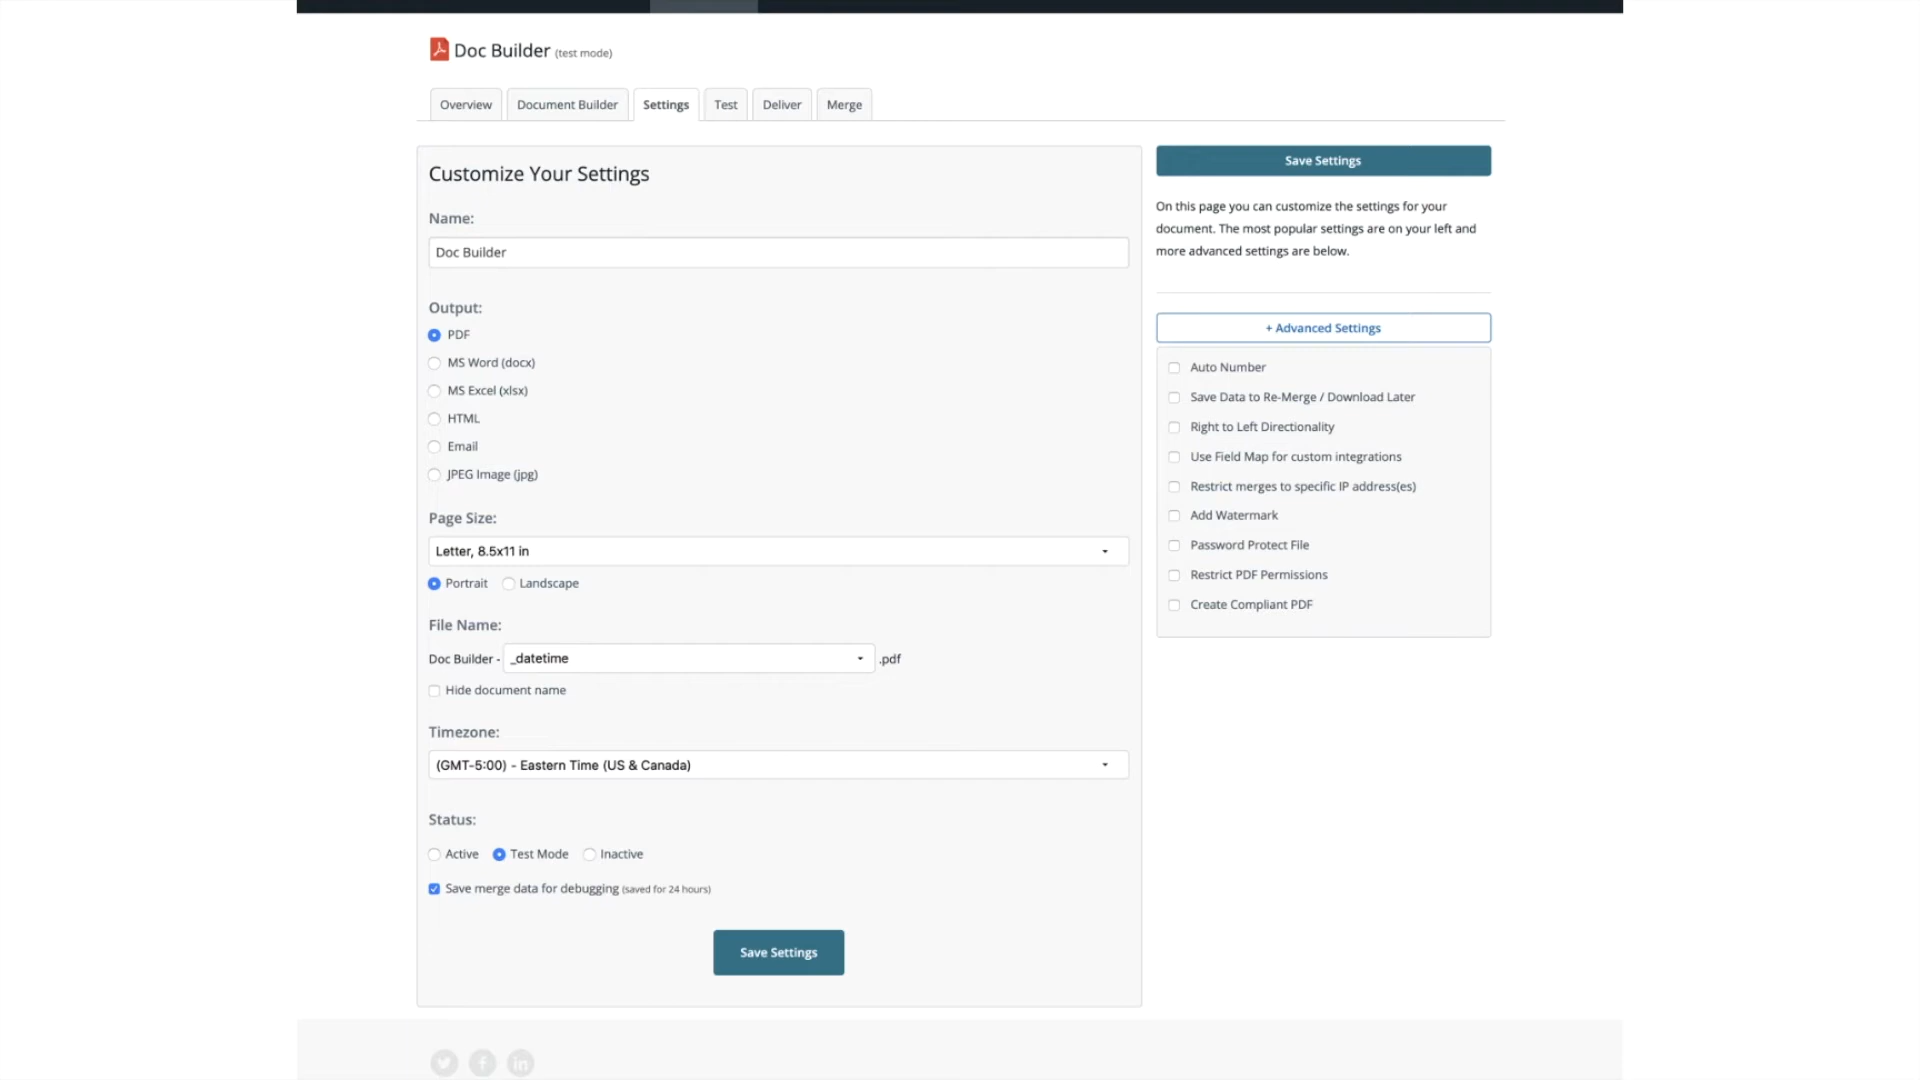 Doc Builder (test mode)
Overview
Document Builder
Settings
Test
Deliver
Merge
Customize Your Settings
Name:
Doc Builder
Output:
PDF
MS Word (docx)
MS Excel (xlsx)
HTML
Email
JPEG Image (jpg)
Page Size:
Letter, 8.5x11 in
Portrait
Landscape
File Name:
Doc Builder - _datetime .pdf
Hide document name
Timezone:
(GMT-5:00) - Eastern Time (US & Canada)
Status:
Active
Test Mode
Inactive
Save merge data for debugging (saved for 24 hours)
Save Settings
Save Settings
On this page you can customize the settings for your
document. The most popular settings are on your left and
more advanced settings are below.
+ Advanced Settings
Auto Number
Save Data to Re-Merge / Download Later
Right to Left Directionality
Use Field Map for custom integrations
Restrict merges to specific IP address(es)
Add Watermark
Password Protect File
Restrict PDF Permissions
Create Compliant PDF